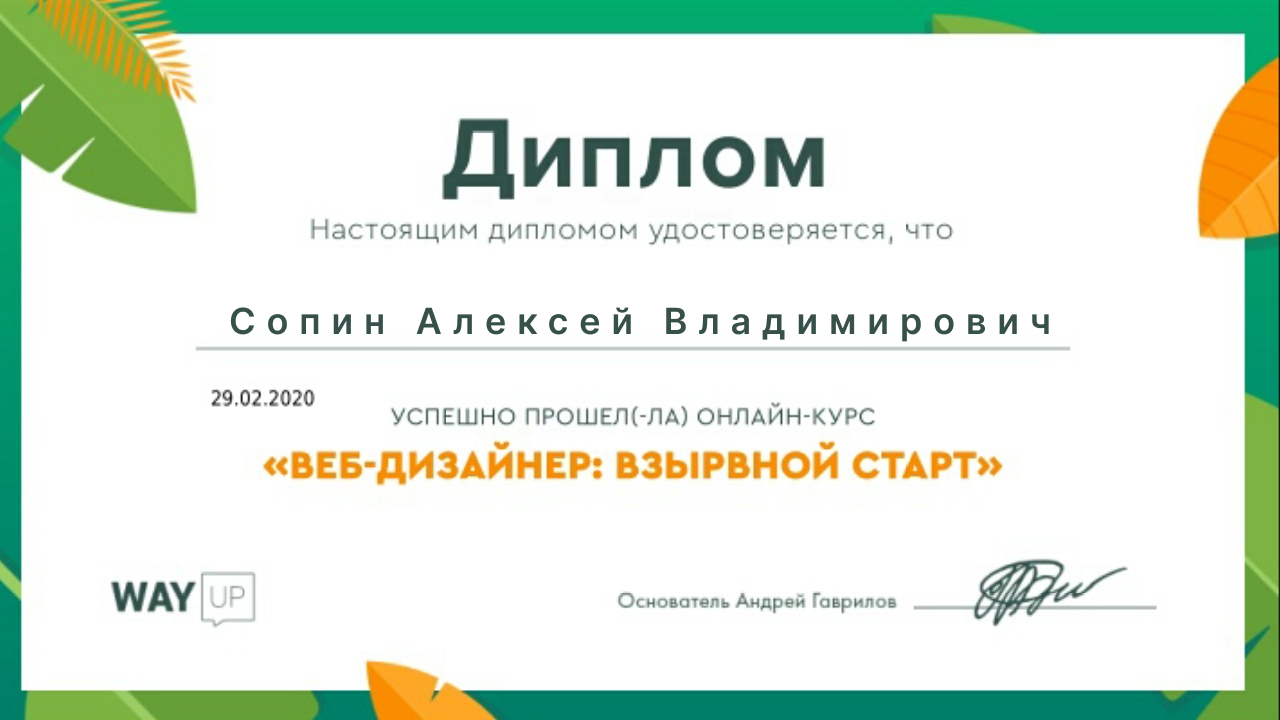 Диплом
Настоящим дипломом удостоверяется, что
Сопин Алексей Владимирович
29.02.2020
УСПЕШНО ПРОШЕЛ(-ЛА) ОНЛАЙН-КУРС
«ВЕБ-ДИЗАЙНЕР: ВЗЫРВНОЙ СТАРТ»
WAY UP
Основатель Андрей Гаврилов